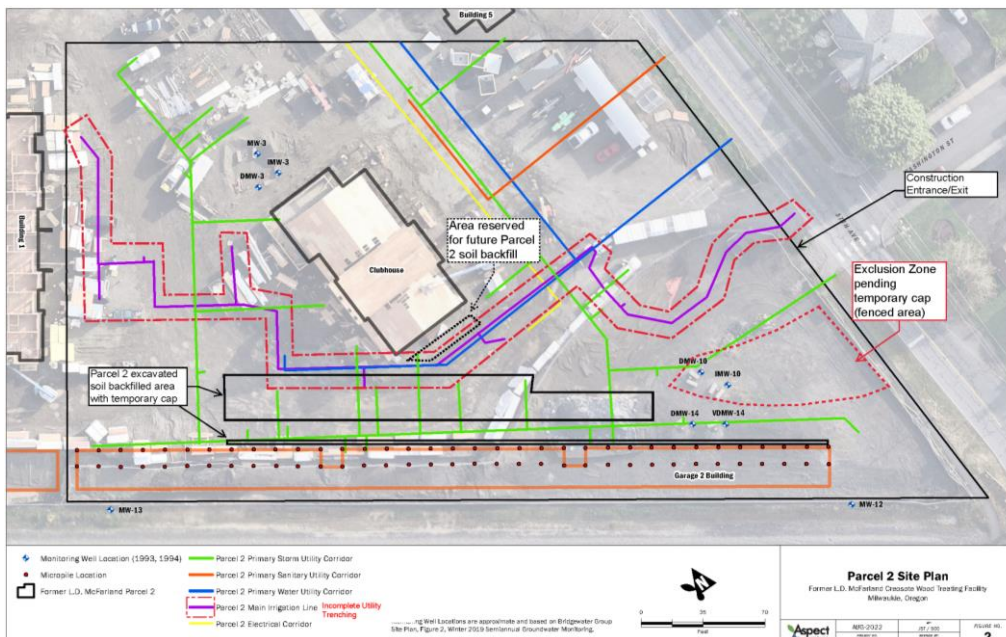 Building 5
MW-3
IMW-3
DMW-3
Building 1
Clubhouse
Area reserved
for future Parcel
2 soil backfill
Construction
Entrance/Exit
Exclusion Zone
pending
temporary cap
(fenced area)
Parcel 2 excavated
soil backfilled area
with temporary cap
DMW-10
IMW-10
DMW-14
VDMW-14
Garage 2 Building
MW-13
MW-12
Monitoring Well Location (1993, 1994)
Micropile Location
Former L.D. McFarland Parcel 2
Parcel 2 Primary Storm Utility Corridor
Parcel 2 Primary Sanitary Utility Corridor
Parcel 2 Primary Water Utility Corridor
Parcel 2 Main Irrigation Line
Incomplete Utility
Trenching
Parcel 2 Electrical Corridor
Well Locations are approximate and based on Bridgewater Group
Site Plan, Figure 2, Winter 2019 Semiannual Groundwater Monitoring.
N
0 35 70
Feet
Parcel 2 Site Plan
Former L.D. McFarland Creosote Wood Treating Facility
Milwaukie, Oregon
Aspect
AUG-2022
FIGURE NO.